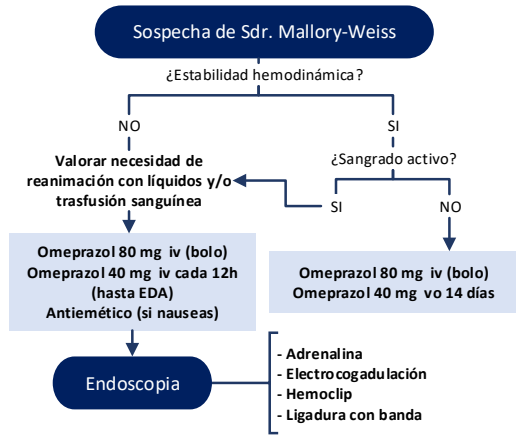 Sospecha de Sdr. Mallory-Weiss
¿Estabilidad hemodinámica?
NO
SI
Valorar necesidad de
reanimación con líquidos y/o
trasfusión sanguínea
¿Sangrado activo?
SI
NO
Omeprazol 80 mg iv (bolo)
Omeprazol 40 mg iv cada 12h
(hasta EDA)
Antiemético (si nauseas)
Omeprazol 80 mg iv (bolo)
Omeprazol 40 mg vo 14 días
Endoscopia
- Adrenalina
- Electrocogadulación
- Hemoclip
- Ligadura con banda